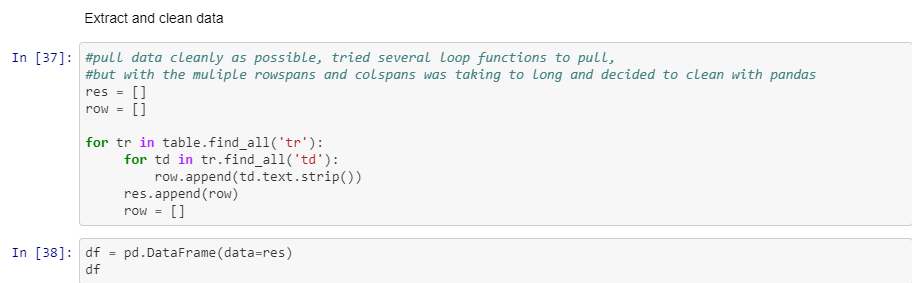 Extract and clean data
In [37]: #pull data cleanly as possible, tried several loop functions to pull,
#but with the muliple rowspans and colspans was taking to long and decided to clean with pandas
res = []
row = []
for tr in table.find_all('tr'):
for td in tr.find_all('td'):
row.append(td.text.strip())
res.append(row)
row = []
In [38]: df = pd.DataFrame(data=res)
df